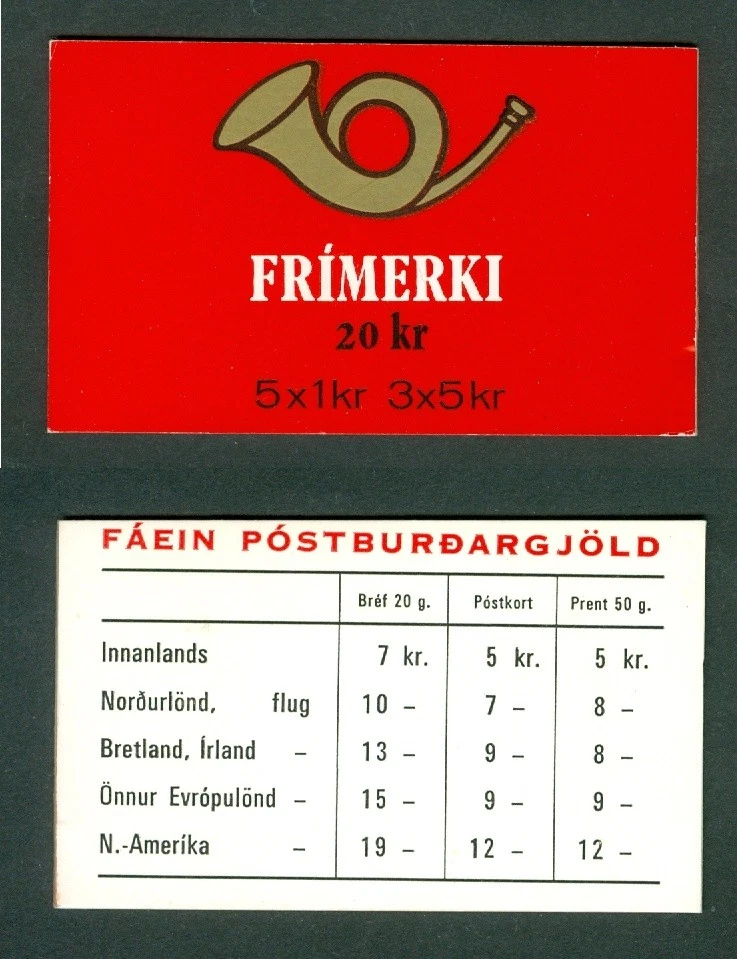 FRÍMERKI
20 kr
5x1kr 3x5kr
FÁEIN PÓSTBURÐARGJÖLD
Bréf 20 g. Póstkort Prent 50 g.
Innanlands 7 kr. 5 kr. 5 kr.
Norðurlönd, flug 10 – 7 – 8 –
Bretland, Írland – 13 – 9 – 8 –
Önnur Evrópulönd – 15 – 9 – 9 –
N.-Ameríka – 19 – 12 – 12 –